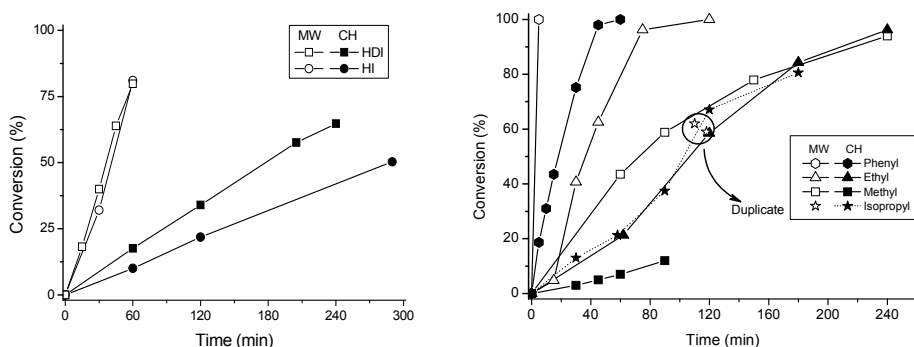 100
75
50
25
0
Conversion (%)
0 60 120 180 240 300
Time (min)
MW CH
HDI
HI
100
80
60
40
20
0
Conversion (%)
0 40 80 120 160 200 240
Time (min)
MW CH
Phenyl
Ethyl
Methyl
Isopropyl
Duplicate